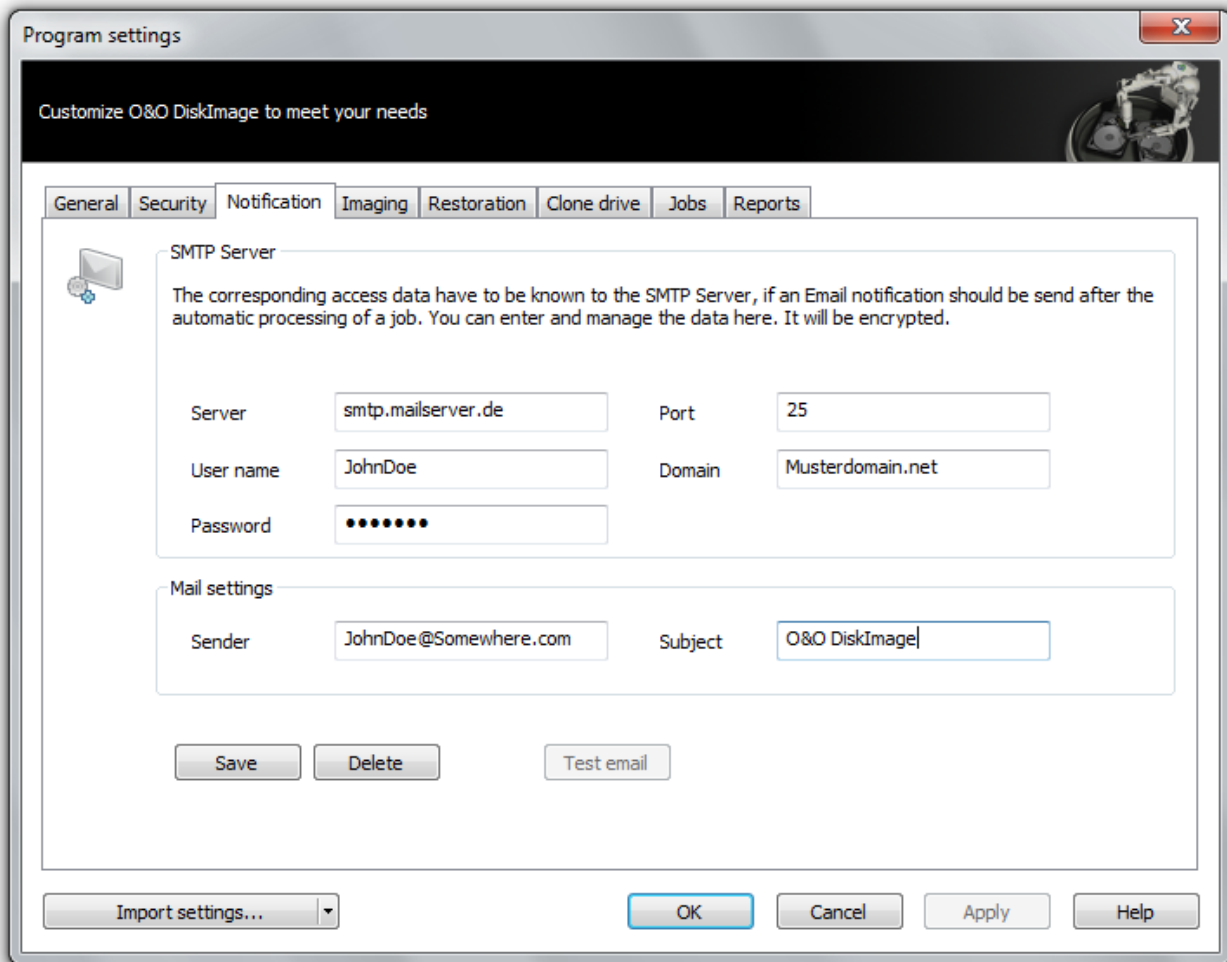 Program settings
Customize O&O DiskImage to meet your needs
General Security Notification Imaging Restoration Clone drive Jobs Reports
SMTP Server
The corresponding access data have to be known to the SMTP Server, if an Email notification should be send after the
automatic processing of a job. You can enter and manage the data here. It will be encrypted.
Server smtp.mailserver.de Port 25
User name JohnDoe Domain Musterdomain.net
Password •••••••
Mail settings
Sender JohnDoe@Somewhere.com Subject O&O DiskImage
Save Delete Test email
Import settings... OK Cancel Apply Help